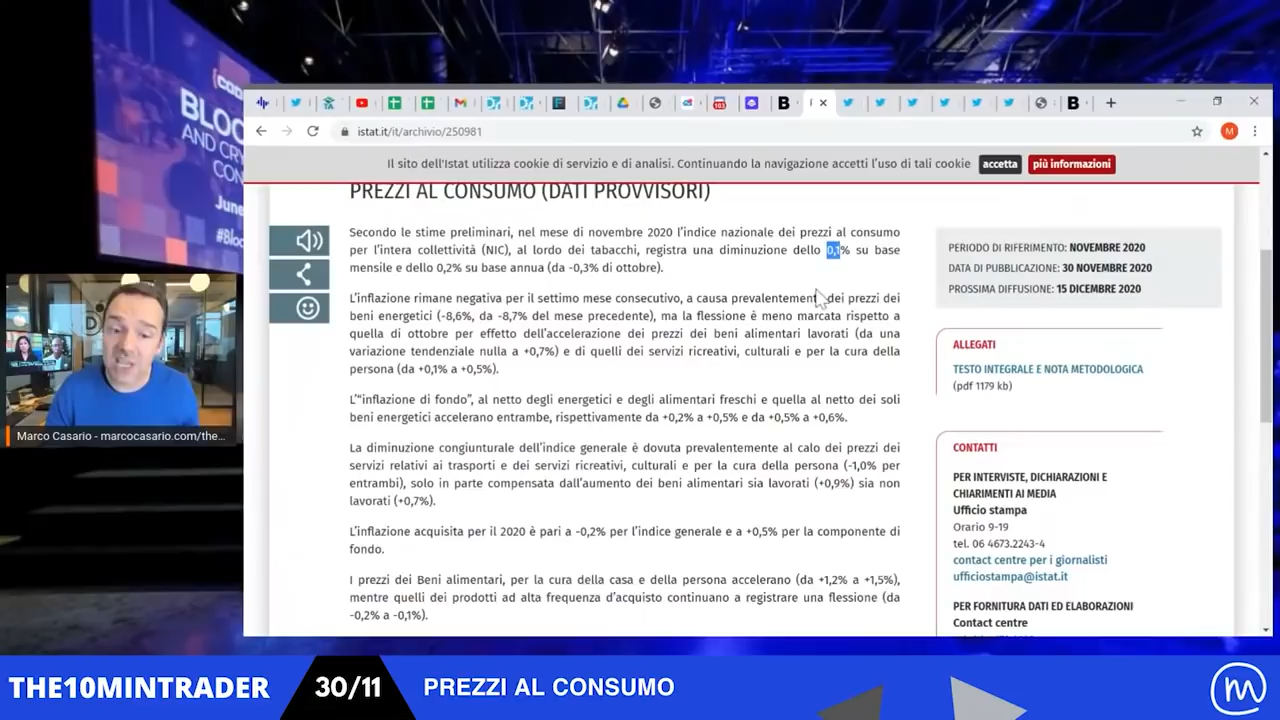 CODE
BLOC
AND CRY
CON
June
#Bloc
istat.it/it/archivio/250981
M
Il sito dell'Istat utilizza cookie di servizio e di analisi. Continuando la navigazione accetti l'uso di tali cookie
accetta
più informazioni
PREZZI AL CONSUMO (DATI PROVVISORI)
Secondo le stime preliminari, nel mese di novembre 2020 l'indice nazionale dei prezzi al consumo
per l'intera collettività (NIC), al lordo dei tabacchi, registra una diminuzione dello 0,1% su base
mensile e dello 0,2% su base annua (da -0,3% di ottobre).
L'inflazione rimane negativa per il settimo mese consecutivo, a causa prevalentemente dei prezzi dei
beni energetici (-8,6%, da -8,7% del mese precedente), ma la flessione è meno marcata rispetto a
quella di ottobre per effetto dell'accelerazione dei prezzi dei beni alimentari lavorati (da una
variazione tendenziale nulla a +0,7%) e di quelli dei servizi ricreativi, culturali e per la cura della
persona (da +0,1% a +0,5%).
L'"inflazione di fondo", al netto degli energetici e degli alimentari freschi e quella al netto dei soli
beni energetici accelerano entrambe, rispettivamente da +0,2% a +0,5% e da +0,5% a +0,6%.
La diminuzione congiunturale dell'indice generale è dovuta prevalentemente al calo dei prezzi dei
servizi relativi ai trasporti e dei servizi ricreativi, culturali e per la cura della persona (-1,0% per
entrambi), solo in parte compensata dall'aumento dei beni alimentari sia lavorati (+0,9%) sia non
lavorati (+0,7%).
L'inflazione acquisita per il 2020 è pari a -0,2% per l'indice generale e a +0,5% per la componente di
fondo.
I prezzi dei Beni alimentari, per la cura della casa e della persona accelerano (da +1,2% a +1,5%),
mentre quelli dei prodotti ad alta frequenza d'acquisto continuano a registrare una flessione (da
-0,2% a -0,1%).
PERIODO DI RIFERIMENTO: NOVEMBRE 2020
DATA DI PUBBLICAZIONE: 30 NOVEMBRE 2020
PROSSIMA DIFFUSIONE: 15 DICEMBRE 2020
ALLEGATI
TESTO INTEGRALE E NOTA METODOLOGICA
(pdf 1179 kb)
CONTATTI
PER INTERVISTE, DICHIARAZIONI E
CHIARIMENTI AI MEDIA
Ufficio stampa
Orario 9-19
tel. 06 4673.2243-4
contact centre per i giornalisti
ufficiostampa@istat.it
PER FORNITURA DATI ED ELABORAZIONI
Contact centre
Marco Casario - marcocasario.com/the...
THE10MINTRADER
30/11
PREZZI AL CONSUMO
m